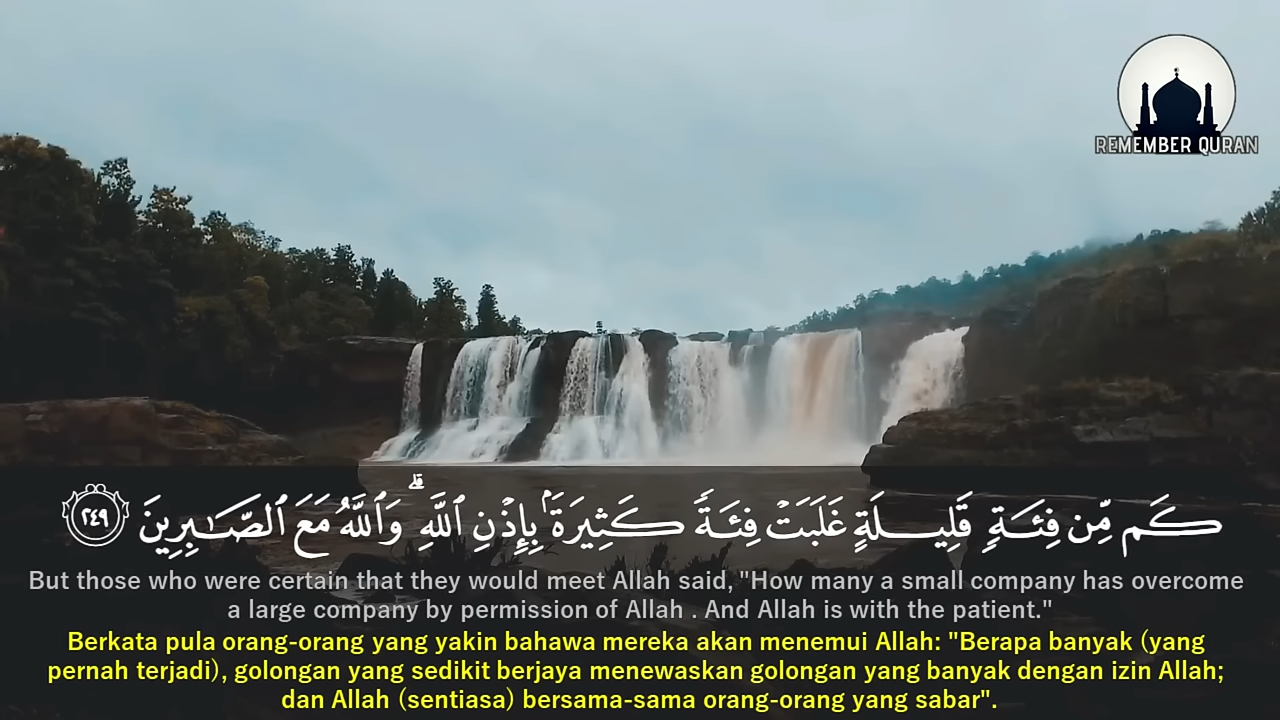 REMEMBER QURAN
كَم مِّن فِئَةٍ قَلِيلَةٍ غَلَبَتْ فِئَةً كَثِيرَةَۢ بِإِذْنِ ٱللَّهِ ۗ وَٱللَّهُ مَعَ ٱلصَّـٰبِرِينَ ٢٤٩
But those who were certain that they would meet Allah said, "How many a small company has overcome
a large company by permission of Allah . And Allah is with the patient."
Berkata pula orang-orang yang yakin bahawa mereka akan menemui Allah: "Berapa banyak (yang
pernah terjadi), golongan yang sedikit berjaya menewaskan golongan yang banyak dengan izin Allah;
dan Allah (sentiasa) bersama-sama orang-orang yang sabar".